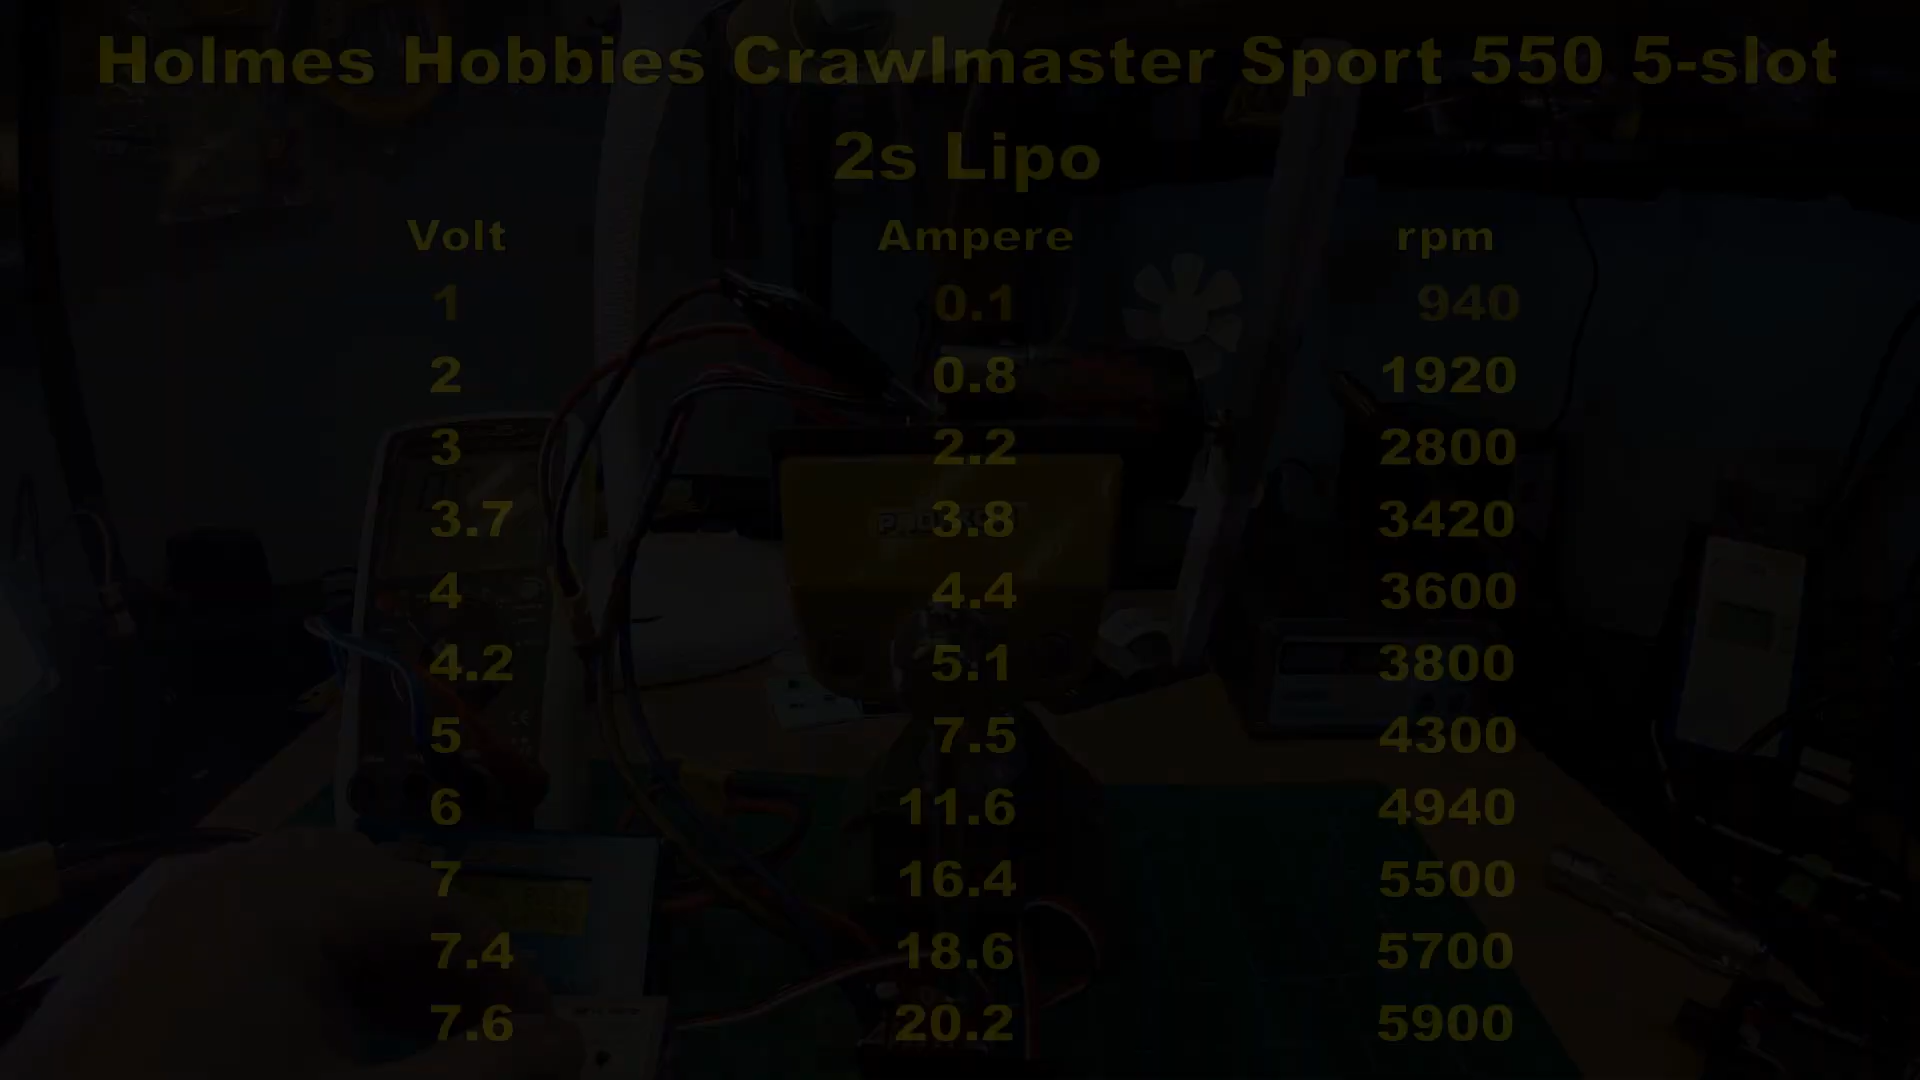 Holmes Hobbies Crawlmaster Sport 550 5-slot
2s Lipo
Volt Ampere rpm
1 0.1 940
2 0.8 1920
3 2.2 2800
3.7 3.8 3420
4 4.4 3600
4.2 5.1 3800
5 7.5 4300
6 11.6 4940
7 16.4 5500
7.4 18.6 5700
7.6 20.2 5900